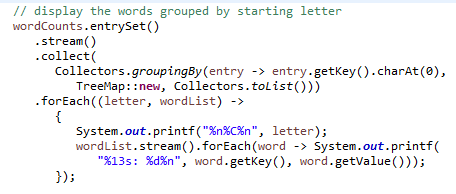 // display the words grouped by starting letter
wordCounts.entrySet()
   .stream()
   .collect(
      Collectors.groupingBy(entry -> entry.getKey().charAt(0),
         TreeMap::new, Collectors.toList()))
   .forEach((letter, wordList) ->
      {
         System.out.printf("%n%C%n", letter);
         wordList.stream().forEach(word -> System.out.printf(
            "%13s: %d%n", word.getKey(), word.getValue()));
      });